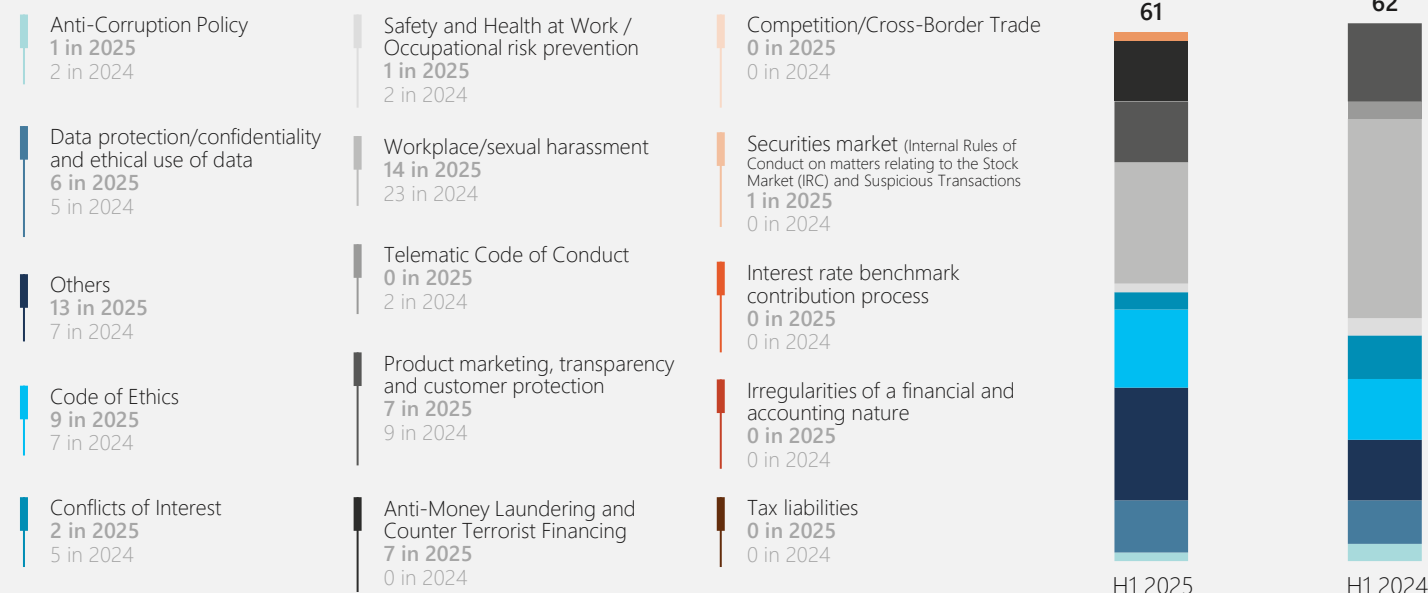 Anti-Corruption Policy
1 in 2025
2 in 2024
Data protection/confidentiality
and ethical use of data
6 in 2025
5 in 2024
Others
13 in 2025
7 in 2024
Code of Ethics
9 in 2025
7 in 2024
Conflicts of Interest
2 in 2025
5 in 2024
Safety and Health at Work /
Occupational risk prevention
1 in 2025
2 in 2024
Workplace/sexual harassment
14 in 2025
23 in 2024
Telematic Code of Conduct
0 in 2025
2 in 2024
Product marketing, transparency
and customer protection
7 in 2025
9 in 2024
Anti-Money Laundering and
Counter Terrorist Financing
7 in 2025
0 in 2024
Competition/Cross-Border Trade
0 in 2025
0 in 2024
Securities market (Internal Rules of
Conduct on matters relating to the Stock
Market (IRC) and Suspicious Transactions
1 in 2025
0 in 2024
Interest rate benchmark
contribution process
0 in 2025
0 in 2024
Irregularities of a financial and
accounting nature
0 in 2025
0 in 2024
Tax liabilities
0 in 2025
0 in 2024
61
H1 2025
62
H1 2024